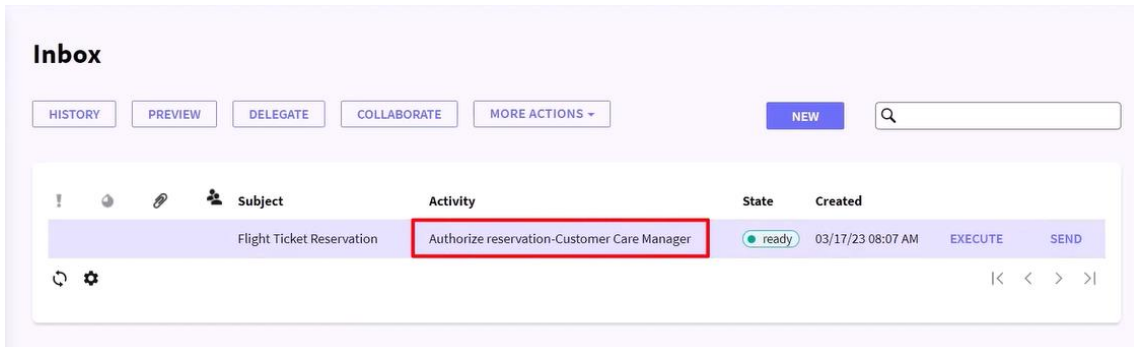 Inbox
HISTORY PREVIEW DELEGATE COLLABORATE MORE ACTIONS NEW
! Subject Activity State Created
Flight Ticket Reservation Authorize reservation-Customer Care Manager ready 03/17/23 08:07 AM EXECUTE SEND